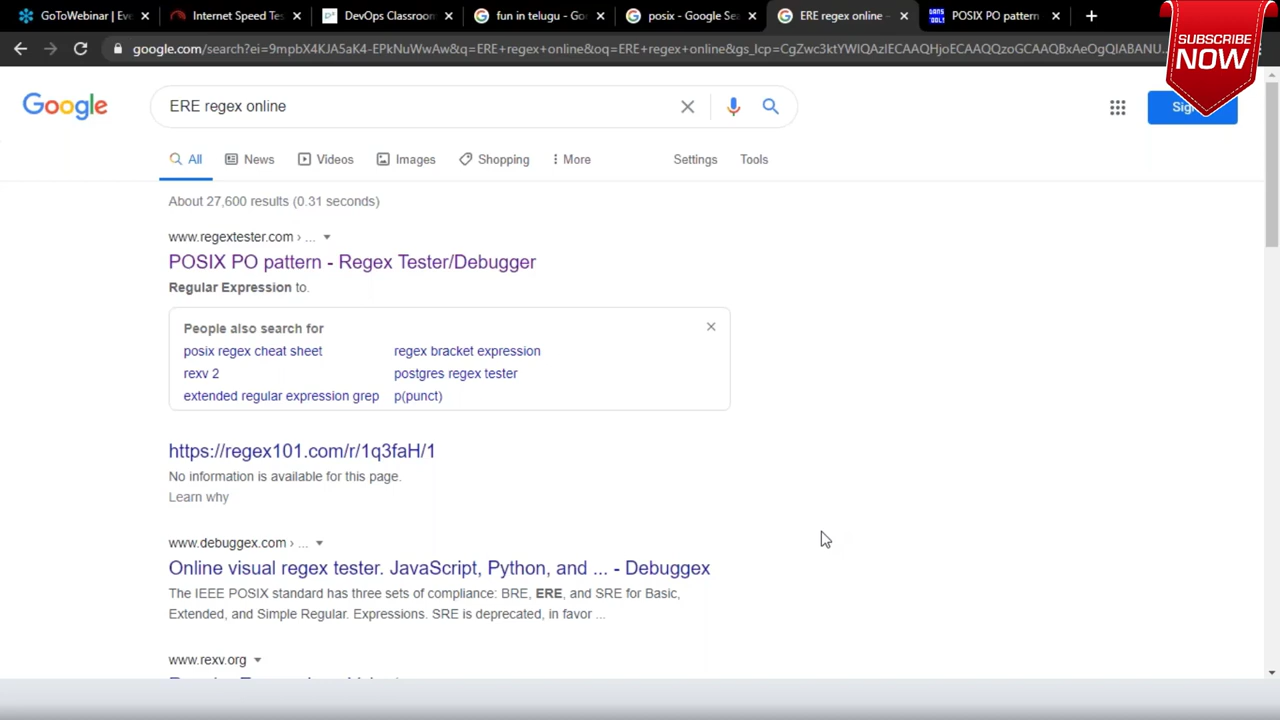 GoToWebinar | Eve
Internet Speed Tes
DevOps Classroom
fun in telugu - Go
posix - Google Sea
ERE regex online -
POSIX PO pattern
SUBSCRIBE
NOW
google.com/search?ei=9mpbX4KJA5aK4-EPkNuWwAw&q=ERE+regex+online&oq=ERE+regex+online&gs_lcp=CgZwc3ktYWIQAzIECAAQHjoECAAQQzoGCAAQBxAeOgQIABANU...
Google
ERE regex online
Sig
All
News
Videos
Images
Shopping
More
Settings
Tools
About 27,600 results (0.31 seconds)
www.regextester.com › ...
POSIX PO pattern - Regex Tester/Debugger
Regular Expression to.
People also search for
posix regex cheat sheet
regex bracket expression
rexv 2
postgres regex tester
extended regular expression grep
p(punct)
https://regex101.com/r/1q3faH/1
No information is available for this page.
Learn why
www.debuggex.com › ...
Online visual regex tester. JavaScript, Python, and ... - Debuggex
The IEEE POSIX standard has three sets of compliance: BRE, ERE, and SRE for Basic,
Extended, and Simple Regular. Expressions. SRE is deprecated, in favor ...
www.rexv.org